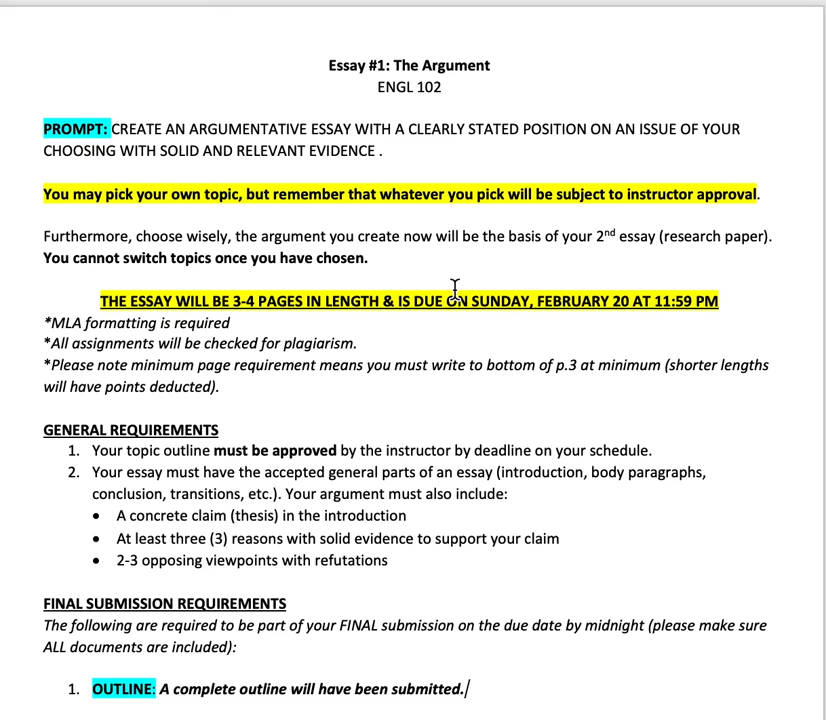 Essay #1: The Argument
ENGL 102
PROMPT: CREATE AN ARGUMENTATIVE ESSAY WITH A CLEARLY STATED POSITION ON AN ISSUE OF YOUR
CHOOSING WITH SOLID AND RELEVANT EVIDENCE .
You may pick your own topic, but remember that whatever you pick will be subject to instructor approval.
Furthermore, choose wisely, the argument you create now will be the basis of your 2nd essay (research paper).
You cannot switch topics once you have chosen.
THE ESSAY WILL BE 3-4 PAGES IN LENGTH & IS DUE ON SUNDAY, FEBRUARY 20 AT 11:59 PM
*MLA formatting is required
*All assignments will be checked for plagiarism.
*Please note minimum page requirement means you must write to bottom of p.3 at minimum (shorter lengths
will have points deducted).
GENERAL REQUIREMENTS
1. Your topic outline must be approved by the instructor by deadline on your schedule.
2. Your essay must have the accepted general parts of an essay (introduction, body paragraphs,
conclusion, transitions, etc.). Your argument must also include:
• A concrete claim (thesis) in the introduction
• At least three (3) reasons with solid evidence to support your claim
• 2-3 opposing viewpoints with refutations
FINAL SUBMISSION REQUIREMENTS
The following are required to be part of your FINAL submission on the due date by midnight (please make sure
ALL documents are included):
1. OUTLINE: A complete outline will have been submitted.